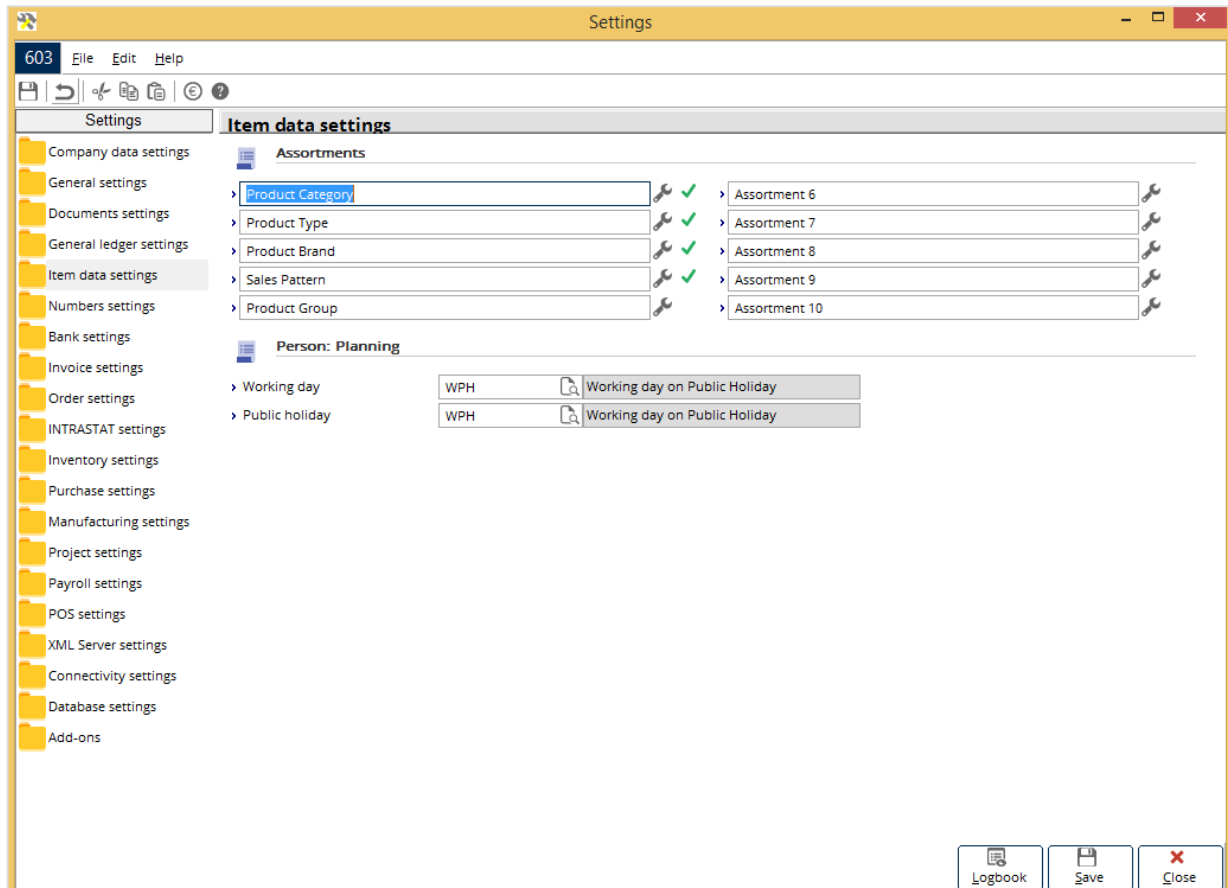 Settings
603 File Edit Help
Settings
Company data settings
General settings
Documents settings
General ledger settings
Item data settings
Numbers settings
Bank settings
Invoice settings
Order settings
INTRASTAT settings
Inventory settings
Purchase settings
Manufacturing settings
Project settings
Payroll settings
POS settings
XML Server settings
Connectivity settings
Database settings
Add-ons
Item data settings
Assortments
Product Category Assortment 6
Product Type Assortment 7
Product Brand Assortment 8
Sales Pattern Assortment 9
Product Group Assortment 10
Person: Planning
Working day WPH Working day on Public Holiday
Public holiday WPH Working day on Public Holiday
Logbook Save Close